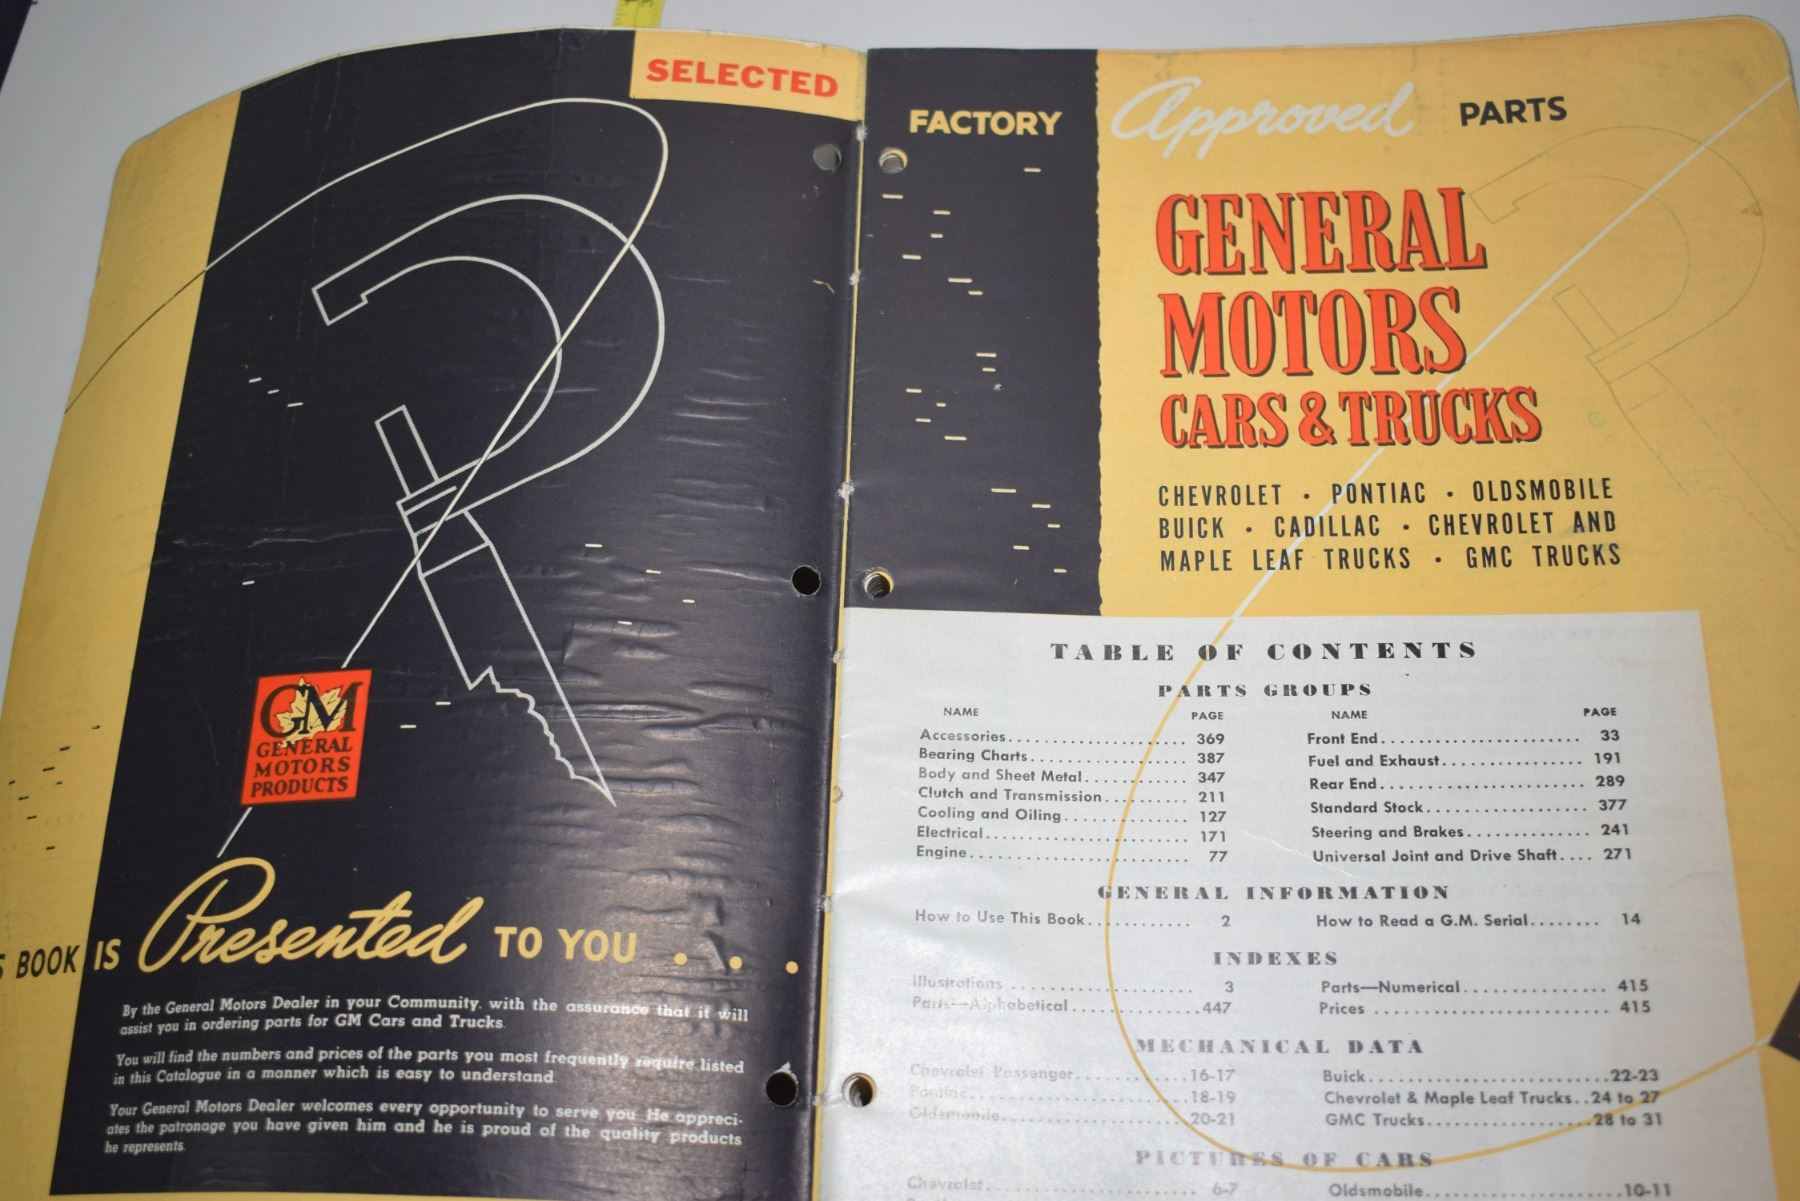 SELECTED
FACTORY Approved PARTS
GENERAL
MOTORS
CARS & TRUCKS
CHEVROLET • PONTIAC • OLDSMOBILE
BUICK • CADILLAC • CHEVROLET AND
MAPLE LEAF TRUCKS • GMC TRUCKS
GM
GENERAL
MOTORS
PRODUCTS
BOOK IS Presented TO YOU . . .
By the General Motors Dealer in your Community. with the assurance that it will
assist you in ordering parts for GM Cars and Trucks.
You will find the numbers and prices of the parts you most frequently require listed
in this Catalogue in a manner which is easy to understand.
Your General Motors Dealer welcomes every opportunity to serve you. He appreci-
ates the patronage you have given him and he is proud of the quality products
he represents.
TABLE OF CONTENTS
PARTS GROUPS
NAME PAGE NAME PAGE
Accessories 369 Front End 33
Bearing Charts 387 Fuel and Exhaust 191
Body and Sheet Metal 347 Rear End 289
Clutch and Transmission 211 Standard Stock 377
Cooling and Oiling 127 Steering and Brakes 241
Electrical 171 Universal Joint and Drive Shaft 271
Engine 77
GENERAL INFORMATION
How to Use This Book 2 How to Read a G.M. Serial 14
INDEXES
Illustrations 3 Parts—Numerical 415
Parts—Alphabetical 447 Prices 415
MECHANICAL DATA
Chevrolet Passenger 16-17 Buick 22-23
Pontiac 18-19 Chevrolet & Maple Leaf Trucks 24 to 27
Oldsmobile 20-21 GMC Trucks 28 to 31
PICTURES OF CARS
Chevrolet 6-7 Oldsmobile 10-11